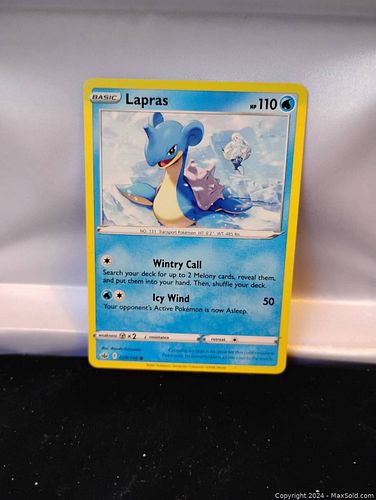 BASIC Lapras HP 110
NO. 131 Transport Pokémon HT: 8'2" WT: 485 lbs.
Wintry Call
Search your deck for up to 2 Melony cards, reveal them,
and put them into your hand. Then, shuffle your deck.
Icy Wind 50
Your opponent's Active Pokémon is now Asleep.
weakness ×2 resistance retreat
Copyright 2024 - MaxSold.com